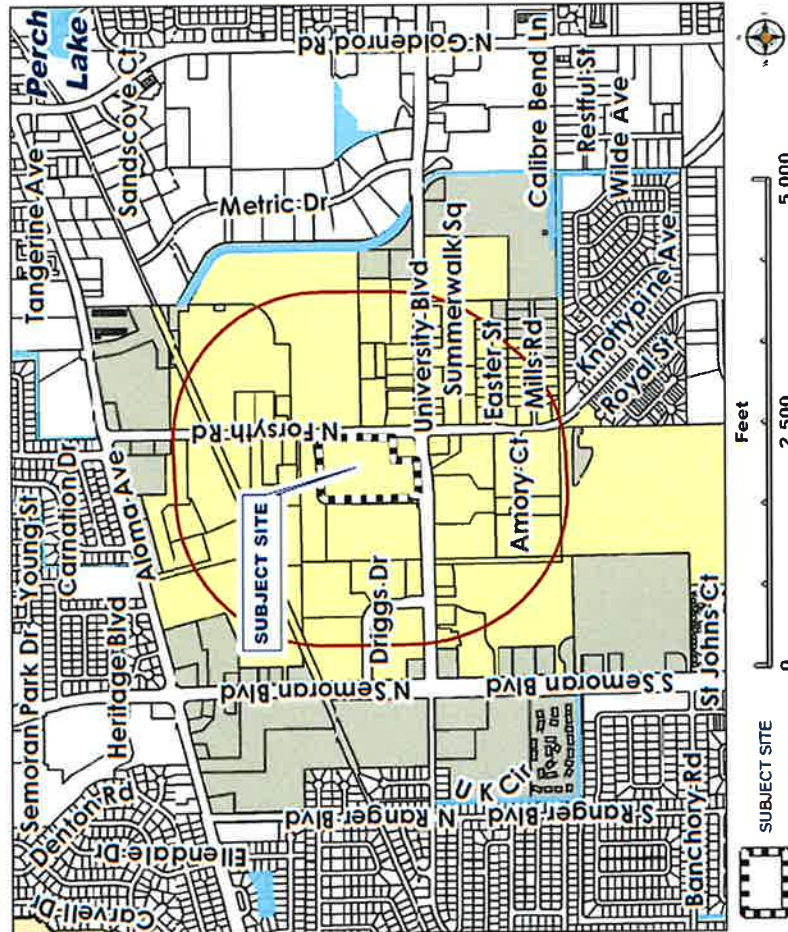 Perch
Lake
Tangerine Ave
Sandscove Ct
N Goldenrod Rd
Metric Dr
Semoran Park Dr
Young St
Carnation Dr
Heritage Blvd
Aloma Ave
Denton Rd
Ellendale Dr
Carvell Dr
N Forsyth Rd
SUBJECT SITE
Driggs Dr
University Blvd
Summerwalk Sq
Easter St
Mills Rd
Amory Ct
Calibre Bend Ln
Restful St
Wilde Ave
Knottypine Ave
Royal St
N Semoran Blvd
S Semoran Blvd
N Ranger Blvd
S Ranger Blvd
U K Cir
Banchory Rd
St Johns Ct
SUBJECT SITE
Feet
0
2,500
5,000